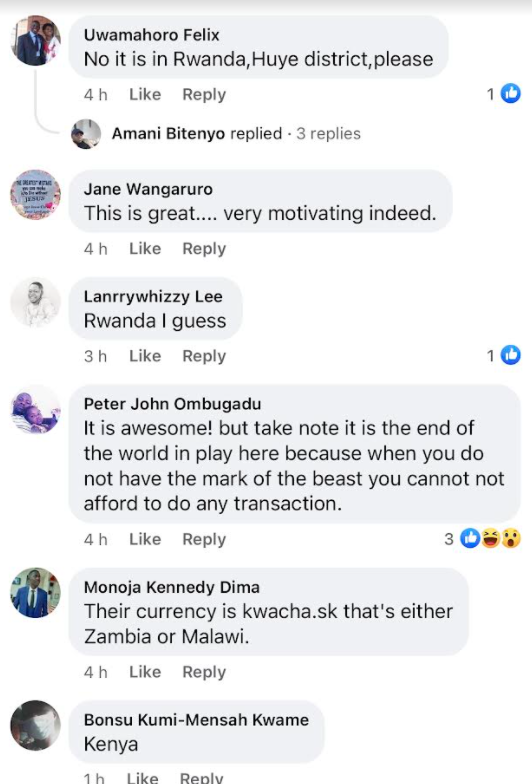 Uwamahoro Felix
No it is in Rwanda,Huye district,please
4 h Like Reply 1
Amani Bitenyo replied · 3 replies
Jane Wangaruro
This is great.... very motivating indeed.
4 h Like Reply
Lanrrywhizzy Lee
Rwanda I guess
3 h Like Reply 1
Peter John Ombugadu
It is awesome! but take note it is the end of
the world in play here because when you do
not have the mark of the beast you cannot not
afford to do any transaction.
4 h Like Reply 3
Monoja Kennedy Dima
Their currency is kwacha.sk that's either
Zambia or Malawi.
4 h Like Reply
Bonsu Kumi-Mensah Kwame
Kenya
1 h Like Reply